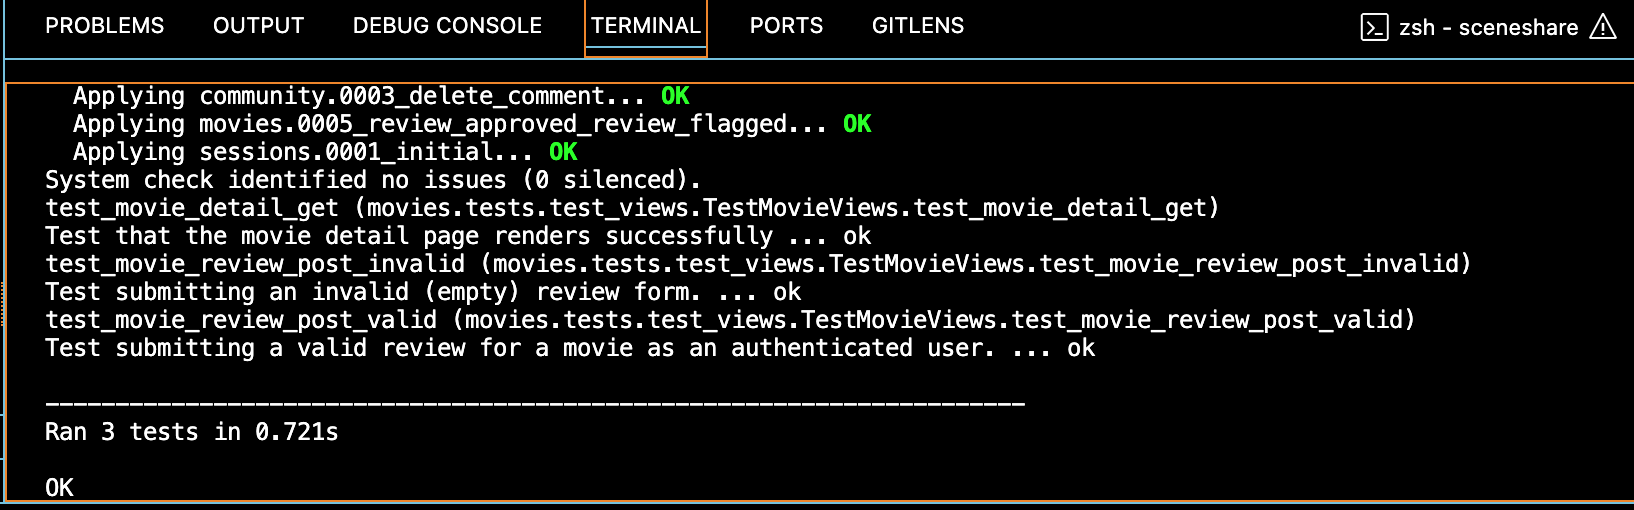 PROBLEMS OUTPUT DEBUG CONSOLE TERMINAL PORTS GITLENS zsh - sceneshare
Applying community.0003_delete_comment... OK
Applying movies.0005_review_approved_review_flagged... OK
Applying sessions.0001_initial... OK
System check identified no issues (0 silenced).
test_movie_detail_get (movies.tests.test_views.TestMovieViews.test_movie_detail_get)
Test that the movie detail page renders successfully ... ok
test_movie_review_post_invalid (movies.tests.test_views.TestMovieViews.test_movie_review_post_invalid)
Test submitting an invalid (empty) review form. ... ok
test_movie_review_post_valid (movies.tests.test_views.TestMovieViews.test_movie_review_post_valid)
Test submitting a valid review for a movie as an authenticated user. ... ok
----------------------------------------------------------------------
Ran 3 tests in 0.721s
OK